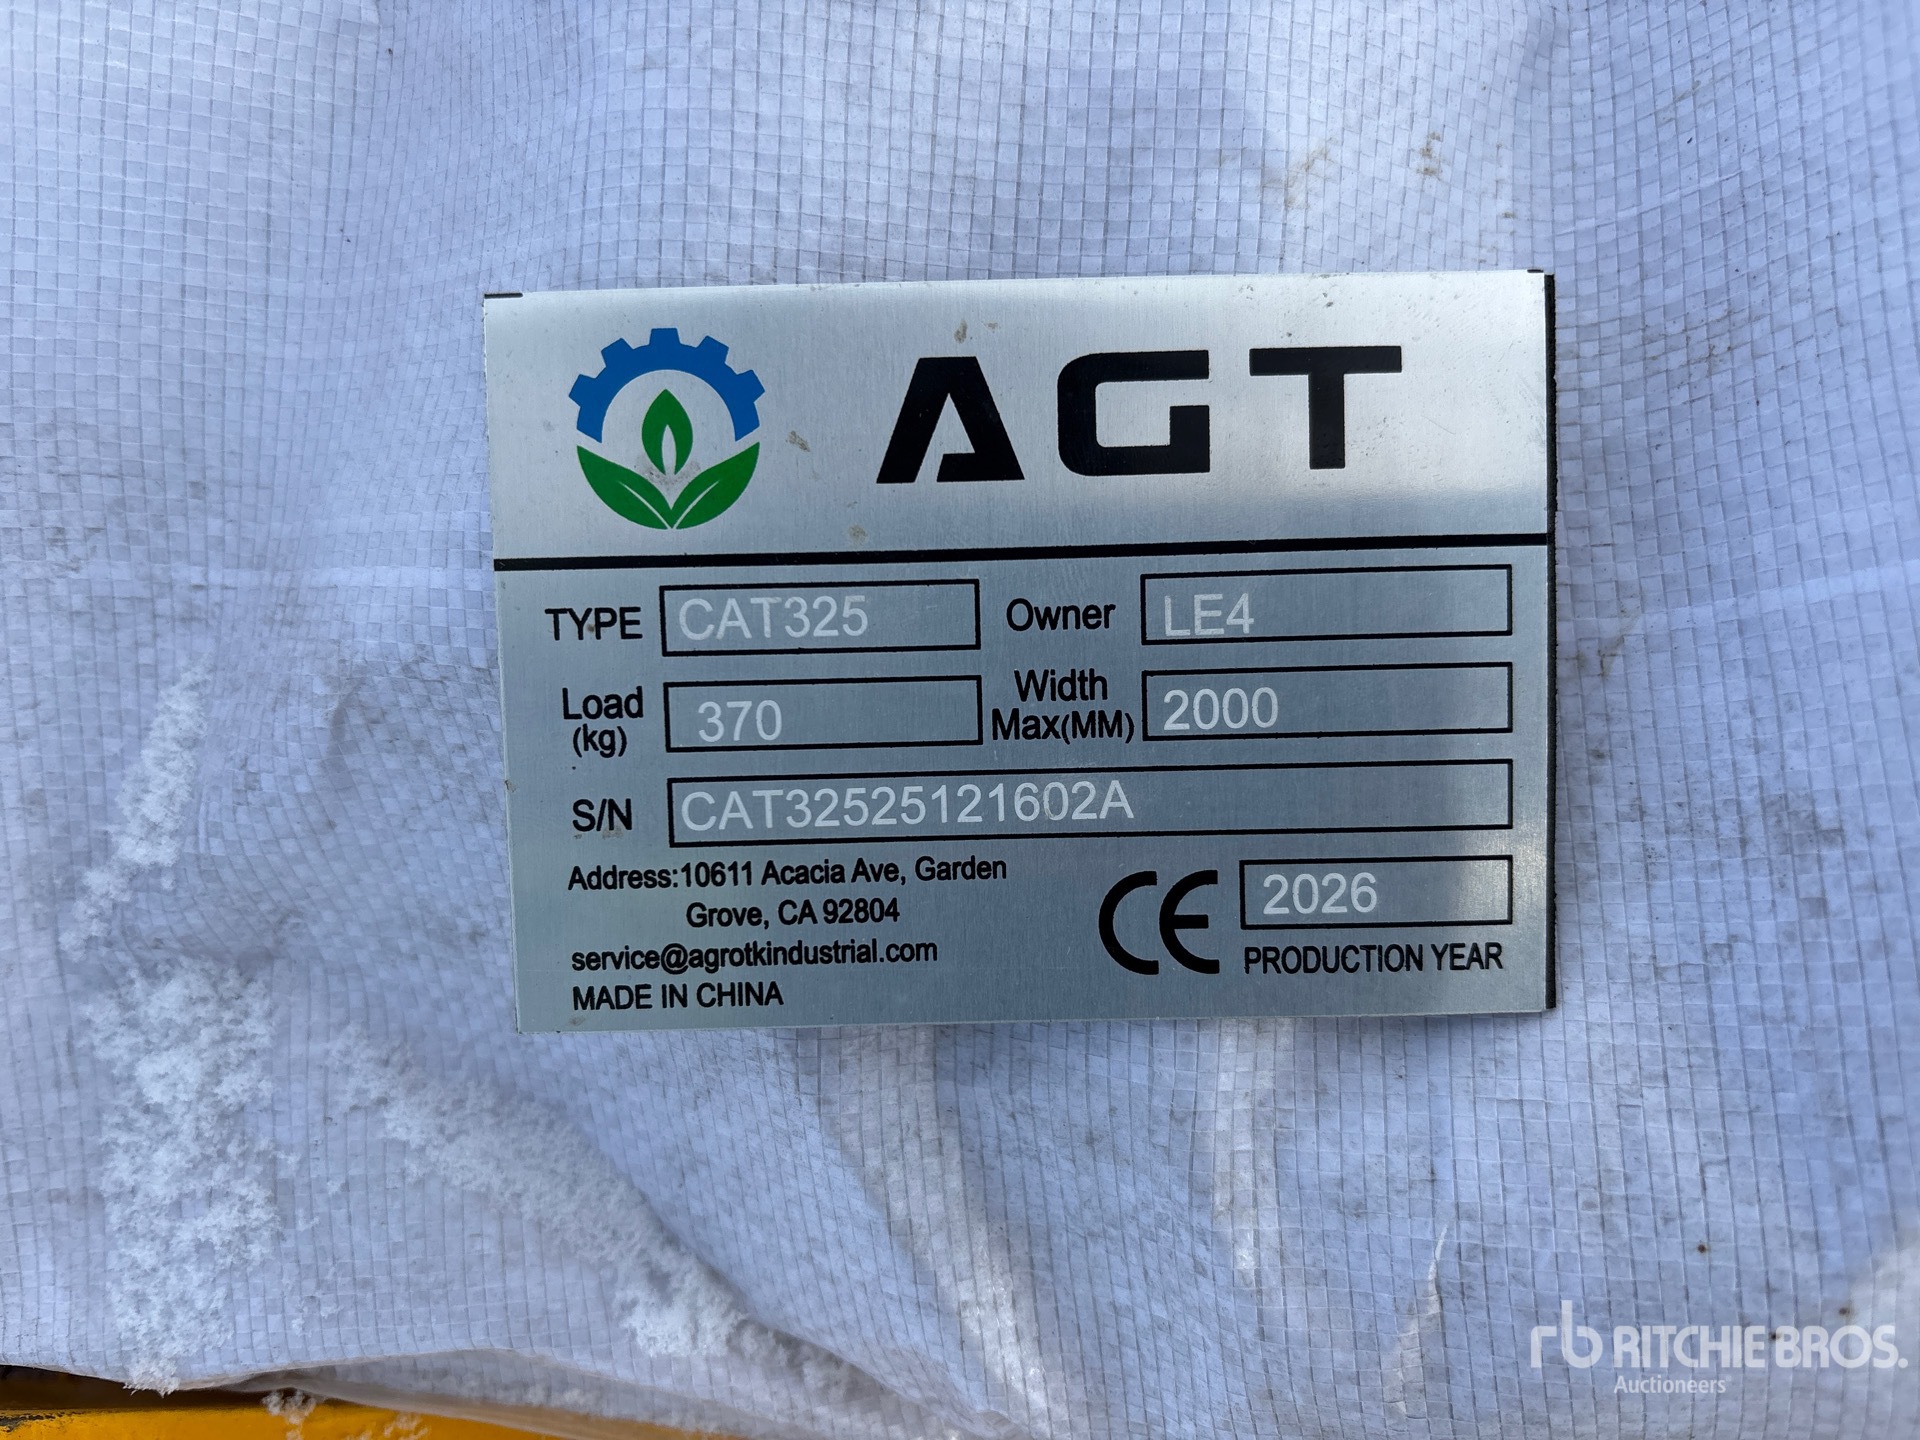 AGT
TYPE CAT325 Owner LE4
Load (kg) 370 Width Max(MM) 2000
S/N CAT32525121602A
Address:10611 Acacia Ave, Garden
Grove, CA 92804
service@agrotkindustrial.com
MADE IN CHINA
CE 2026
PRODUCTION YEAR
rb RITCHIE BROS.
Auctioneers